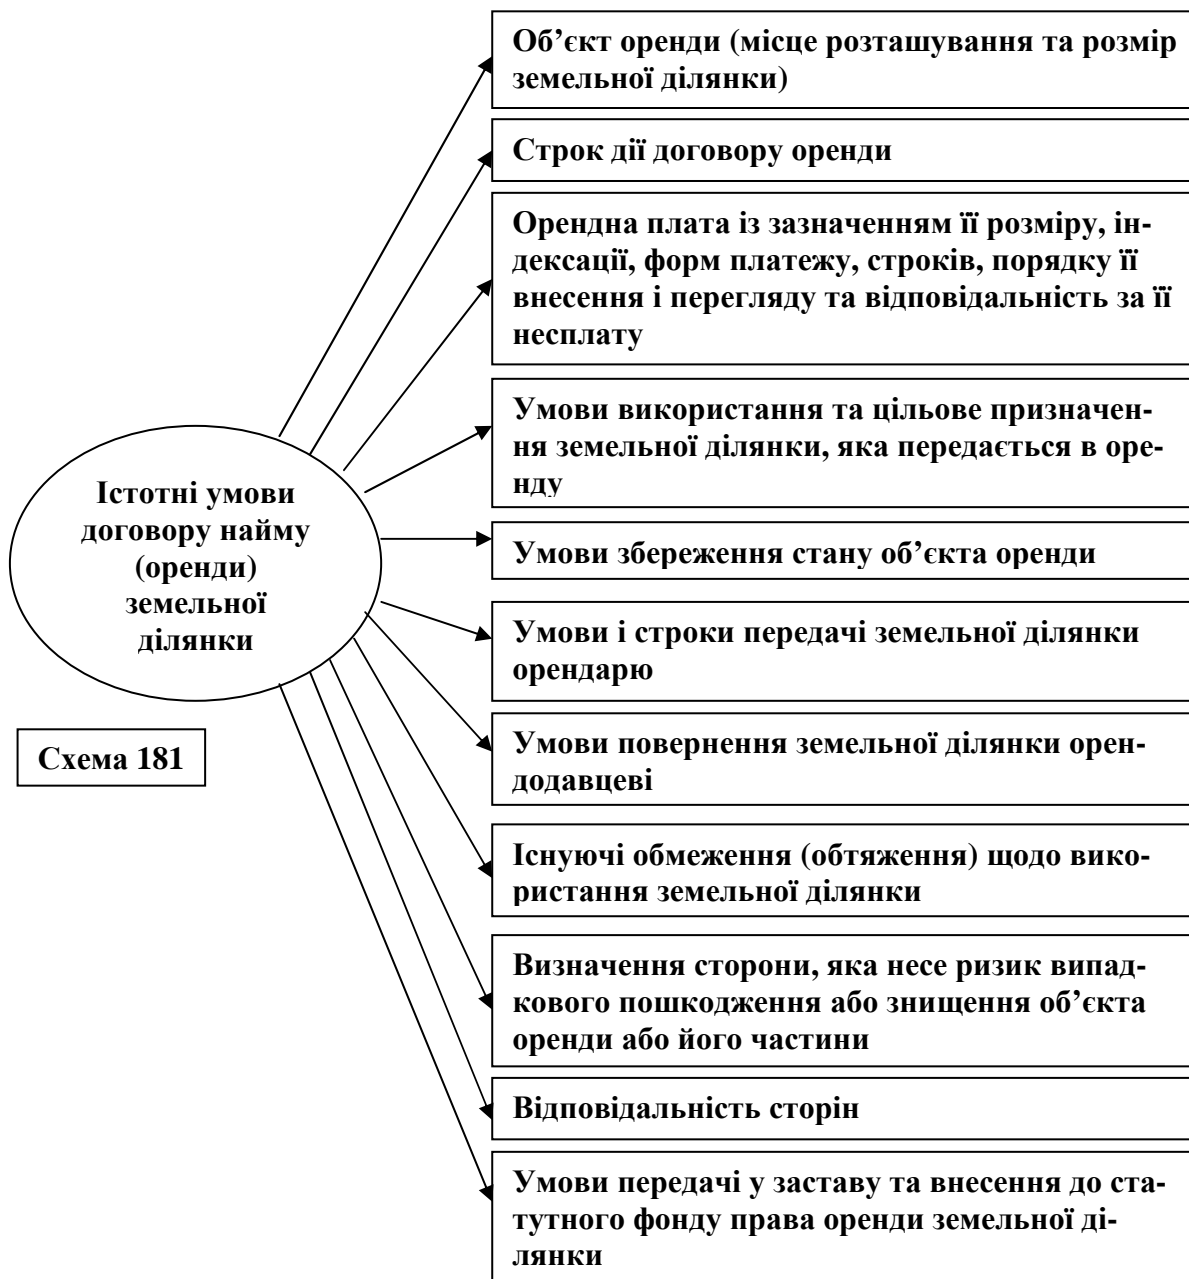 Об’єкт оренди (місце розташування та розмір
земельної ділянки)
Строк дії договору оренди
Орендна плата із зазначенням її розміру, ін-
дексації, форм платежу, строків, порядку її
внесення і перегляду та відповідальність за її
несплату
Умови використання та цільове призначен-
ня земельної ділянки, яка передається в оре-
нду
Істотні умови
договору найму
(оренди)
земельної
ділянки
Умови збереження стану об’єкта оренди
Умови і строки передачі земельної ділянки
орендарю
Умови повернення земельної ділянки орен-
додавцеві
Схема 181
Існуючі обмеження (обтяження) щодо вико-
ристання земельної ділянки
Визначення сторони, яка несе ризик випад-
кового пошкодження або знищення об’єкта
оренди або його частини
Відповідальність сторін
Умови передачі у заставу та внесення до ста-
тутного фонду права оренди земельної ді-
лянки